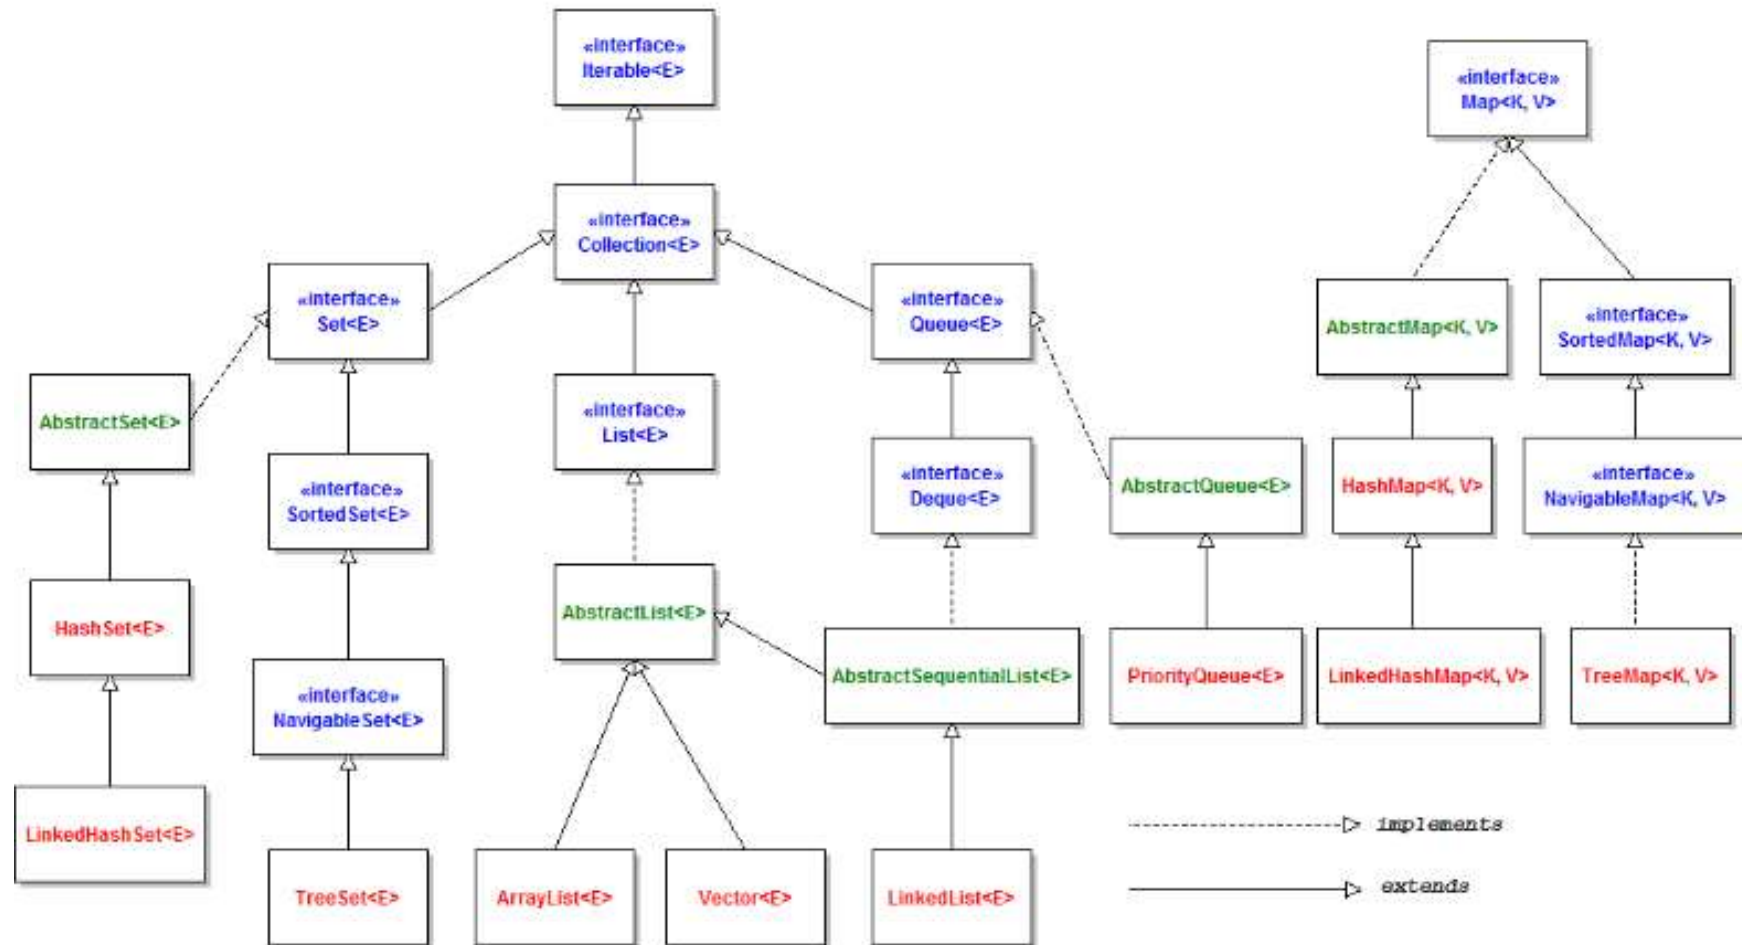 «interface»
Iterable<E>
«interface»
Map<K, V>
«interface»
Collection<E>
«interface»
Set<E>
«interface»
Queue<E>
AbstractMap<K, V>
«interface»
SortedMap<K, V>
AbstractSet<E>
«interface»
List<E>
«interface»
SortedSet<E>
«interface»
Deque<E>
AbstractQueue<E>
HashMap<K, V>
«interface»
NavigableMap<K, V>
HashSet<E>
AbstractList<E>
«interface»
NavigableSet<E>
AbstractSequentialList<E>
PriorityQueue<E>
LinkedHashMap<K, V>
TreeMap<K, V>
LinkedHashSet<E>
implements
TreeSet<E>
ArrayList<E>
Vector<E>
LinkedList<E>
extends